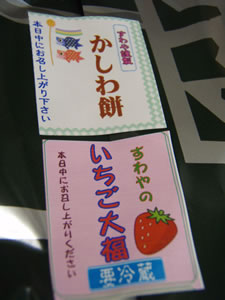 すわや謹製
かしわ餅
本日中にお召し上がり下さい
すわやの
いちご大福
本日中にお召し上がりください
要冷蔵